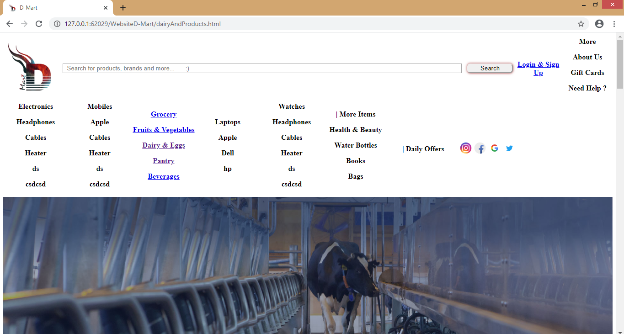 D-Mart
127.0.0.1:62029/WebsiteD-Mart/dairyAndProducts.html
D
Mart
Search for products, brands and more.
Search
Login & Sign
Up
More
About Us
Gift Cards
Need Help ?
Electronics
Headphones
Cables
Heater
ds
csdcsd
Mobiles
Apple
Cables
Heater
ds
csdcsd
Grocery
Fruits & Vegetables
Dairy & Eggs
Pantry
Beverages
Laptops
Apple
Dell
hp
Watches
Headphones
Cables
Heater
ds
csdcsd
| More Items
Health & Beauty
Water Bottles
Books
Bags
| Daily Offers